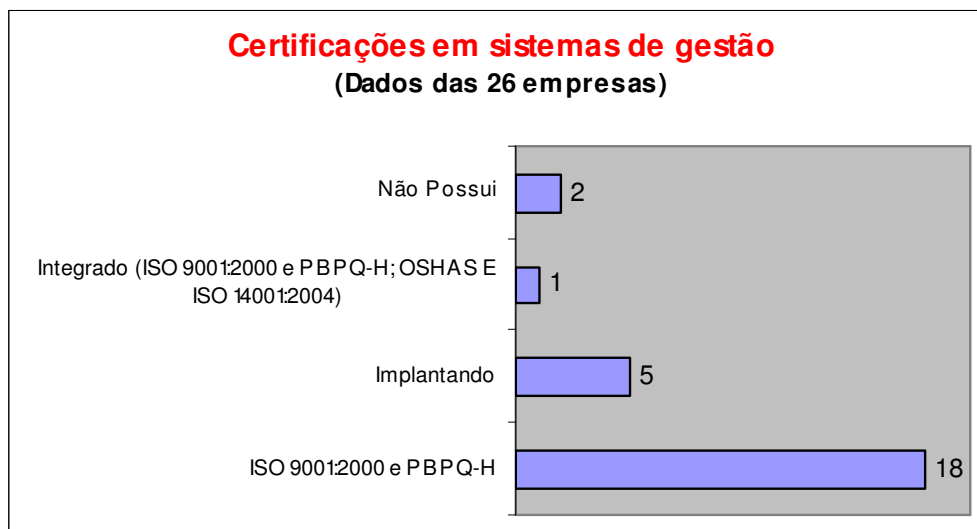 Certificações em sistemas de gestão
(Dados das 26 empresas)
Não Possui
2
Integrado (ISO 9001:2000 e PBPQ-H; OSHAS E
ISO 14001:2004)
1
Implantando
5
ISO 9001:2000 e PBPQ-H
18